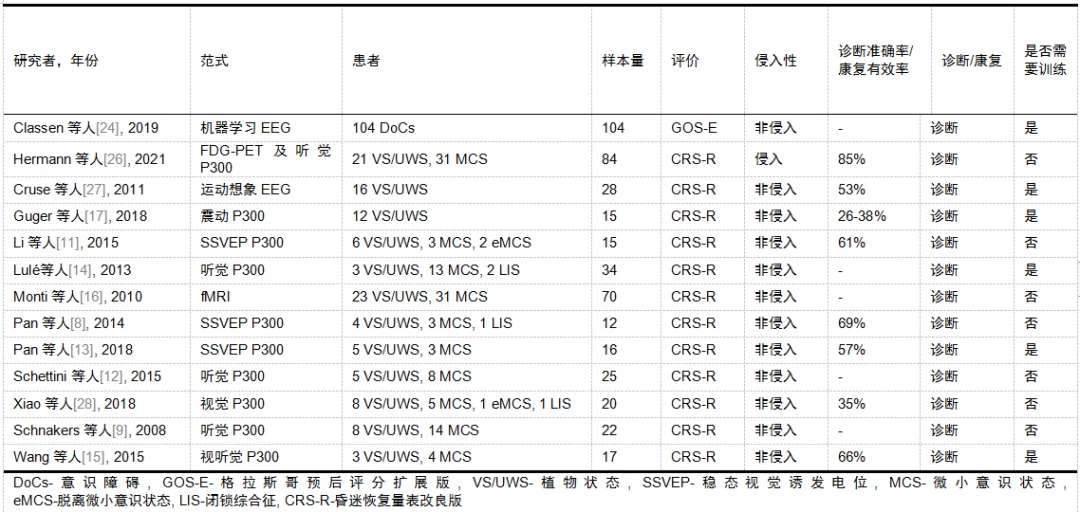 研究者，年份 范式 患者 样本量 评价 侵入性 诊断准确率/ 诊断/康复 是否需
康复有效率 要训练
Classen 等人[24], 2019 机器学习 EEG 104 DoCs 104 GOS-E 非侵入 - 诊断 是
Hermann 等人[26], 2021 FDG-PET 及听觉 21 VS/UWS, 31 MCS 84 CRS-R 侵入 85% 诊断 否
P300
Cruse 等人[27], 2011 运动想象 EEG 16 VS/UWS 28 CRS-R 非侵入 53% 诊断 是
Guger 等人[17], 2018 震动 P300 12 VS/UWS 15 CRS-R 非侵入 26-38% 诊断 是
Li 等人[11], 2015 SSVEP P300 6 VS/UWS, 3 MCS, 2 eMCS 15 CRS-R 非侵入 61% 诊断 否
Lulé等人[14], 2013 听觉 P300 3 VS/UWS, 13 MCS, 2 LIS 34 CRS-R 非侵入 - 诊断 是
Monti 等人[16], 2010 fMRI 23 VS/UWS, 31 MCS 70 CRS-R 非侵入 - 诊断 否
Pan 等人[8], 2014 SSVEP P300 4 VS/UWS, 3 MCS, 1 LIS 12 CRS-R 非侵入 69% 诊断 否
Pan 等人[13], 2018 SSVEP P300 5 VS/UWS, 3 MCS 16 CRS-R 非侵入 57% 诊断 是
Schettini 等人[12], 2015 听觉 P300 5 VS/UWS, 8 MCS 25 CRS-R 非侵入 - 诊断 否
Xiao 等人[28], 2018 视觉 P300 8 VS/UWS, 5 MCS, 1 eMCS, 1 LIS 20 CRS-R 非侵入 35% 诊断 否
Schnakers 等人[9], 2008 听觉 P300 8 VS/UWS, 14 MCS 22 CRS-R 非侵入 - 诊断 否
Wang 等人[15], 2015 视听觉 P300 3 VS/UWS, 4 MCS 17 CRS-R 非侵入 66% 诊断 是
DoCs-意识障碍, GOS-E-格拉斯哥预后评分扩展版, VS/UWS-植物状态, SSVEP-稳态视觉诱发电位, MCS-微小意识状态,
eMCS-脱离微小意识状态, LIS-闭锁综合征, CRS-R-昏迷恢复量表改良版